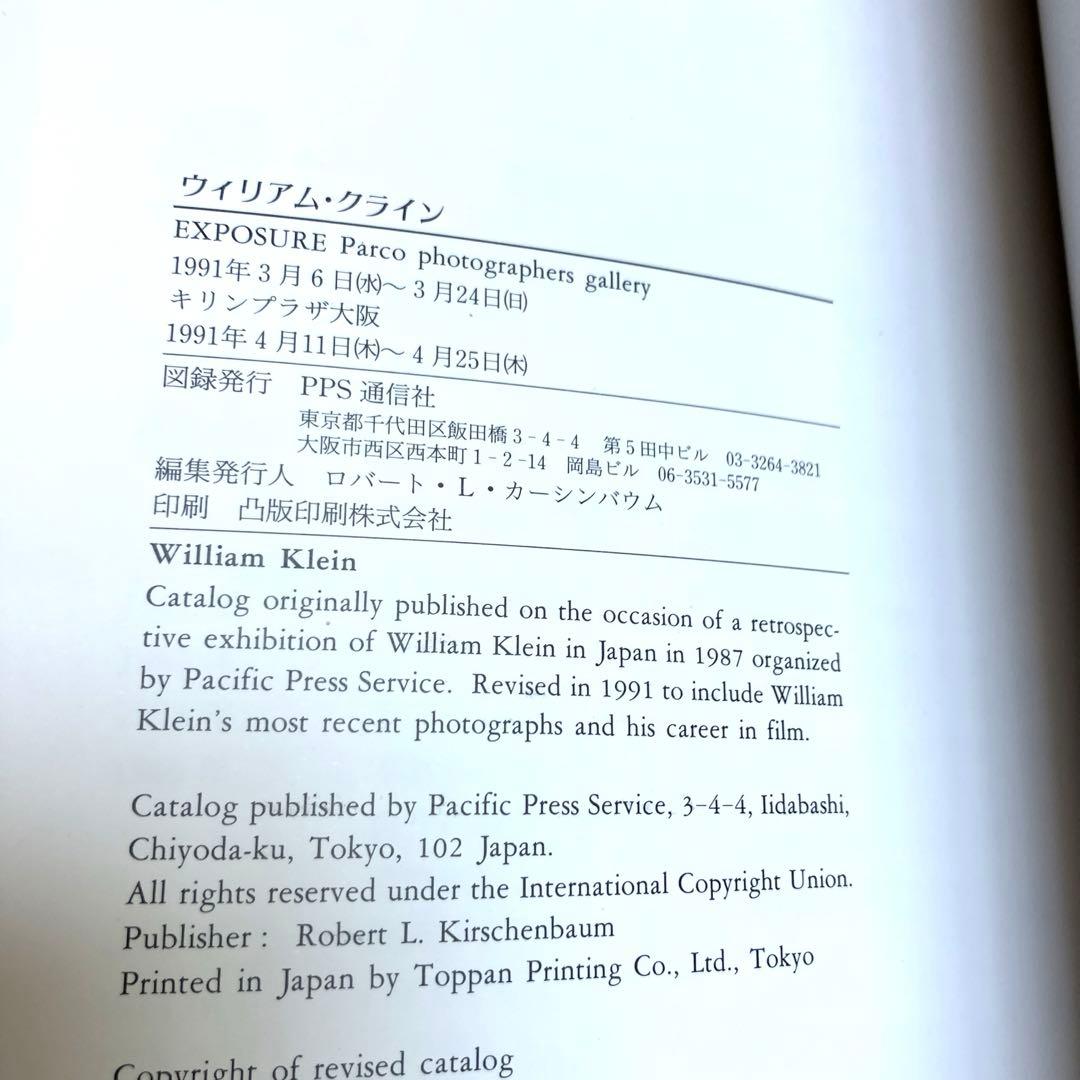 ウィリアム・クライン
EXPOSURE Parco photographers gallery
1991年3月6日㈬〜3月24日㈰
キリンプラザ大阪
1991年4月11日㈭〜4月25日㈭
図録発行 PPS通信社
東京都千代田区飯田橋3-4-4 第5田中ビル 03-3264-3821
大阪市西区西本町1-2-14 岡島ビル 06-3531-5577
編集発行人 ロバート・L・カーシンバウム
印刷 凸版印刷株式会社
William Klein
Catalog originally published on the occasion of a retrospec-
tive exhibition of William Klein in Japan in 1987 organized
by Pacific Press Service. Revised in 1991 to include William
Klein's most recent photographs and his career in film.
Catalog published by Pacific Press Service, 3-4-4, Iidabashi,
Chiyoda-ku, Tokyo, 102 Japan.
All rights reserved under the International Copyright Union.
Publisher: Robert L. Kirschenbaum
Printed in Japan by Toppan Printing Co., Ltd., Tokyo
Copyright of revised catalog